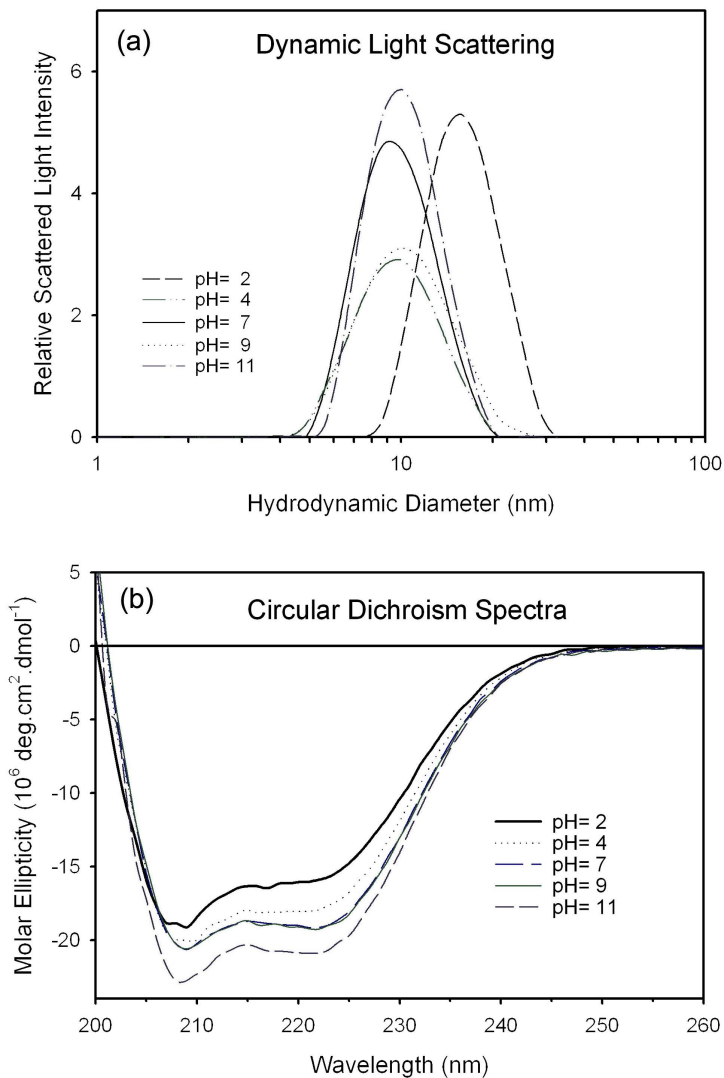 (a) Dynamic Light Scattering
Relative Scattered Light Intensity
6
4
2
0
pH= 2
pH= 4
pH= 7
pH= 9
pH= 11
1 10 100
Hydrodynamic Diameter (nm)
(b) Circular Dichroism Spectra
Molar Ellipticity (10⁶ deg.cm².dmol⁻¹)
5
0
-5
-10
-15
-20
pH= 2
pH= 4
pH= 7
pH= 9
pH= 11
200 210 220 230 240 250 260
Wavelength (nm)